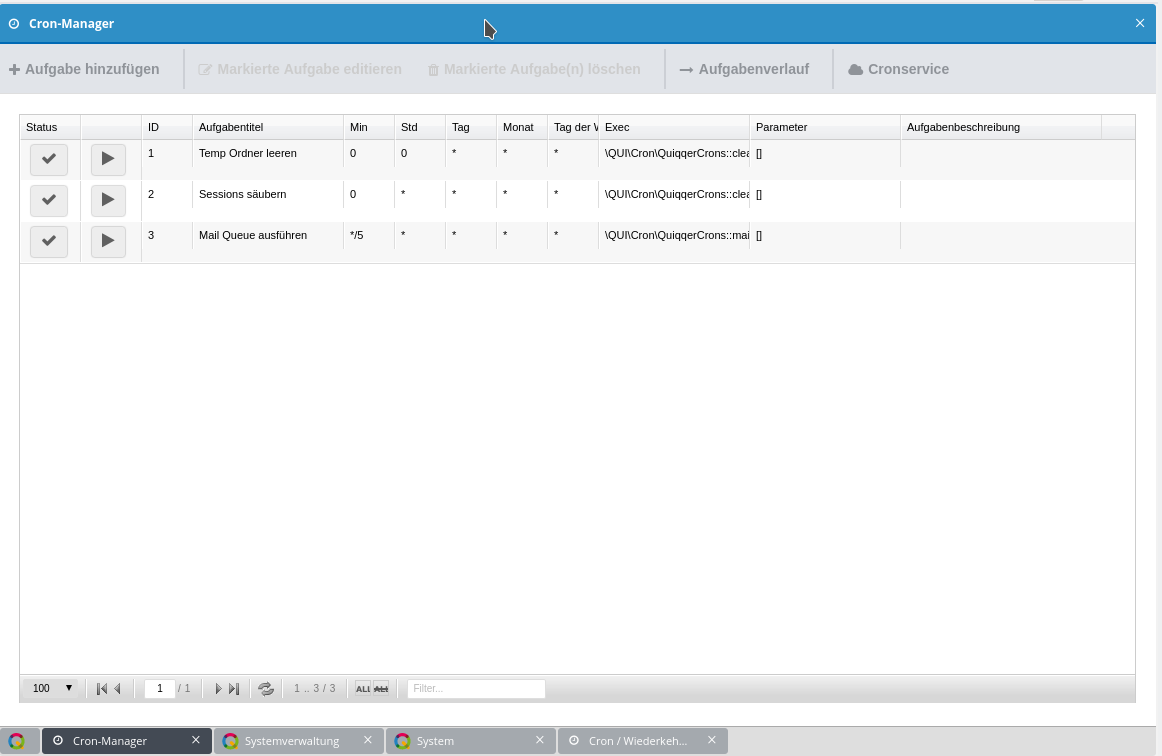 Cron-Manager
Aufgabe hinzufügen Markierte Aufgabe editieren Markierte Aufgabe(n) löschen Aufgabenverlauf Cronservice
Status ID Aufgabentitel Min Std Tag Monat Tag der W Exec Parameter Aufgabenbeschreibung
1 Temp Ordner leeren 0 0 * * * \QUI\Cron\QuiqqerCrons::clea []
2 Sessions säubern 0 * * * * \QUI\Cron\QuiqqerCrons::clea []
3 Mail Queue ausführen */5 * * * * \QUI\Cron\QuiqqerCrons::mai []
100 1 / 1 1 .. 3 / 3 ALL ALL Filter...
Cron-Manager Systemverwaltung System Cron / Wiederkeh...